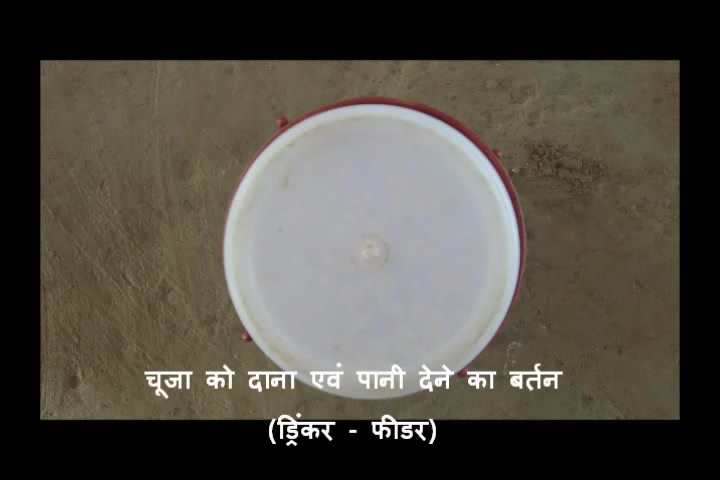 चूजा को दाना एवं पानी देने का बर्तन
(ड्रिंकर - फीडर)